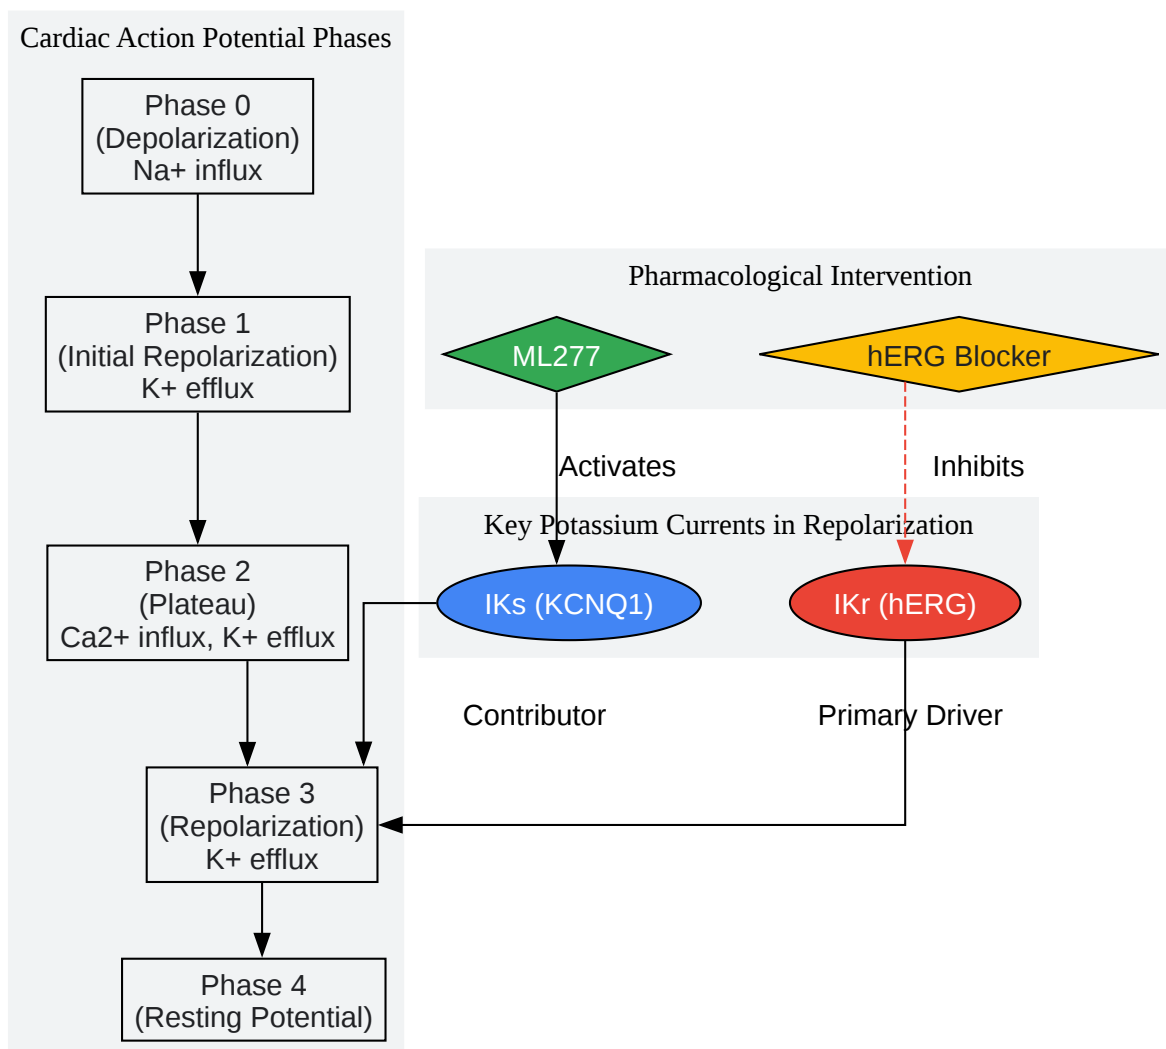 Cardiac Action Potential Phases
Phase 0
(Depolarization)
Na+ influx
Phase 1
(Initial Repolarization)
K+ efflux
Phase 2
(Plateau)
Ca2+ influx, K+ efflux
Phase 3
(Repolarization)
K+ efflux
Phase 4
(Resting Potential)
Pharmacological Intervention
ML277
hERG Blocker
Activates
Inhibits
Key Potassium Currents in Repolarization
IKs (KCNQ1)
IKr (hERG)
Contributor
Primary Driver